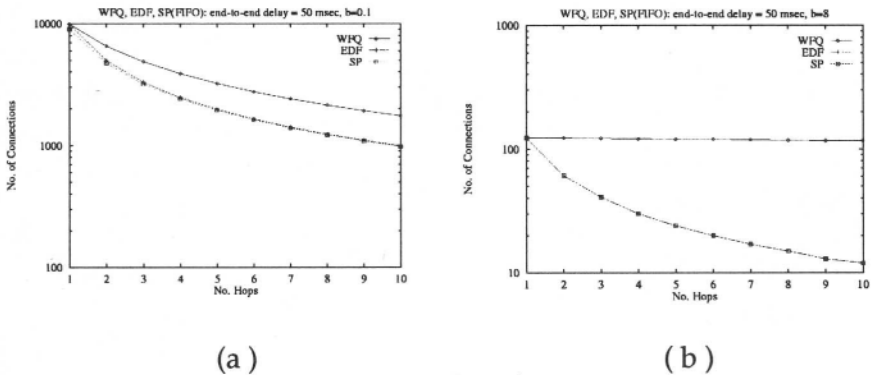 WFQ, EDF, SP(FIFO): end-to-end delay = 50 msec, b=0.1
10000
1000
100
No. of Connections
WFQ
EDF
SP
1 2 3 4 5 6 7 8 9 10
No. Hops
(a)
WFQ, EDF, SP(FIFO): end-to-end delay = 50 msec, b=8
1000
100
10
No. of Connections
WFQ
EDF
SP
1 2 3 4 5 6 7 8 9 10
No. Hops
(b)